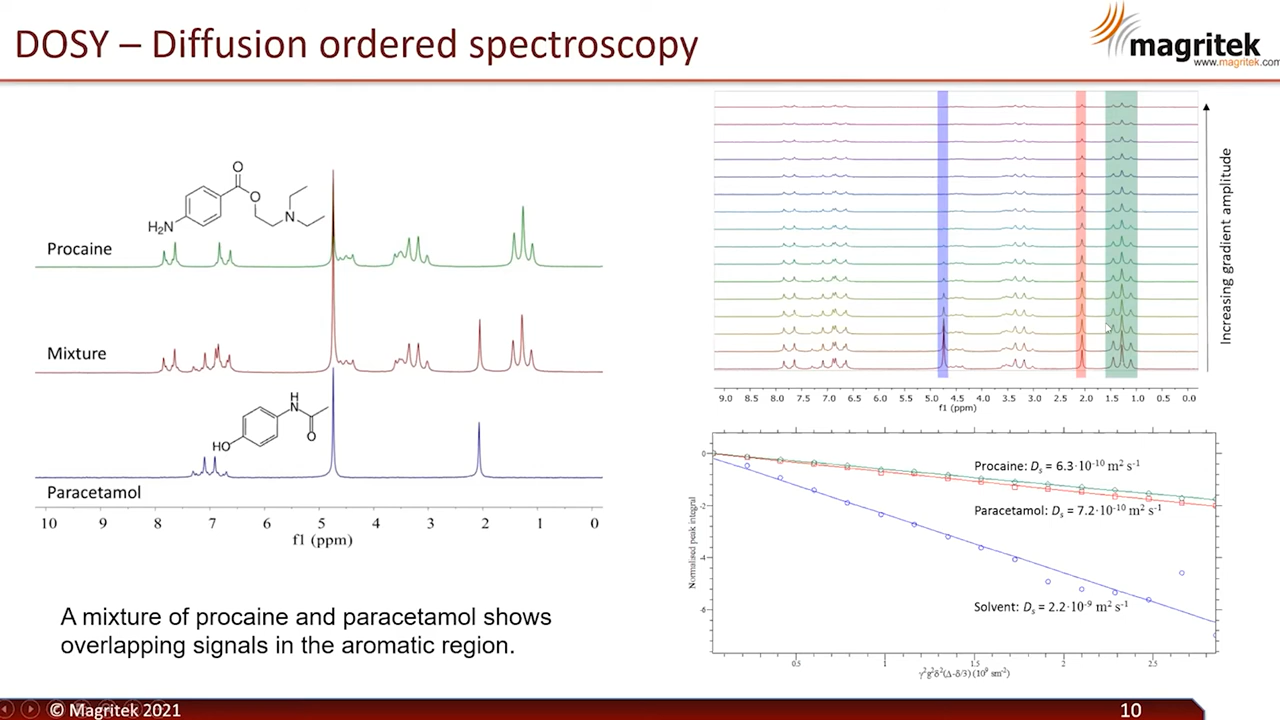 DOSY – Diffusion ordered spectroscopy
magritek
www.magritek.com
O
O
N
H₂N
Procaine
Mixture
H
N
O
HO
Paracetamol
10 9 8 7 6 5 4 3 2 1 0
f1 (ppm)
A mixture of procaine and paracetamol shows
overlapping signals in the aromatic region.
Increasing gradient amplitude
9.0 8.5 8.0 7.5 7.0 6.5 6.0 5.5 5.0 4.5 4.0 3.5 3.0 2.5 2.0 1.5 1.0 0.5 0.0
f1 (ppm)
Normalised peak integral
0
-2
-4
-6
Procaine: Dₛ = 6.3·10⁻¹⁰ m² s⁻¹
Paracetamol: Dₛ = 7.2·10⁻¹⁰ m² s⁻¹
Solvent: Dₛ = 2.2·10⁻⁹ m² s⁻¹
0.5 1 1.5 2 2.5
γ²g²δ²(Δ-δ/3) (10⁹ sm⁻²)
© Magritek 2021
10